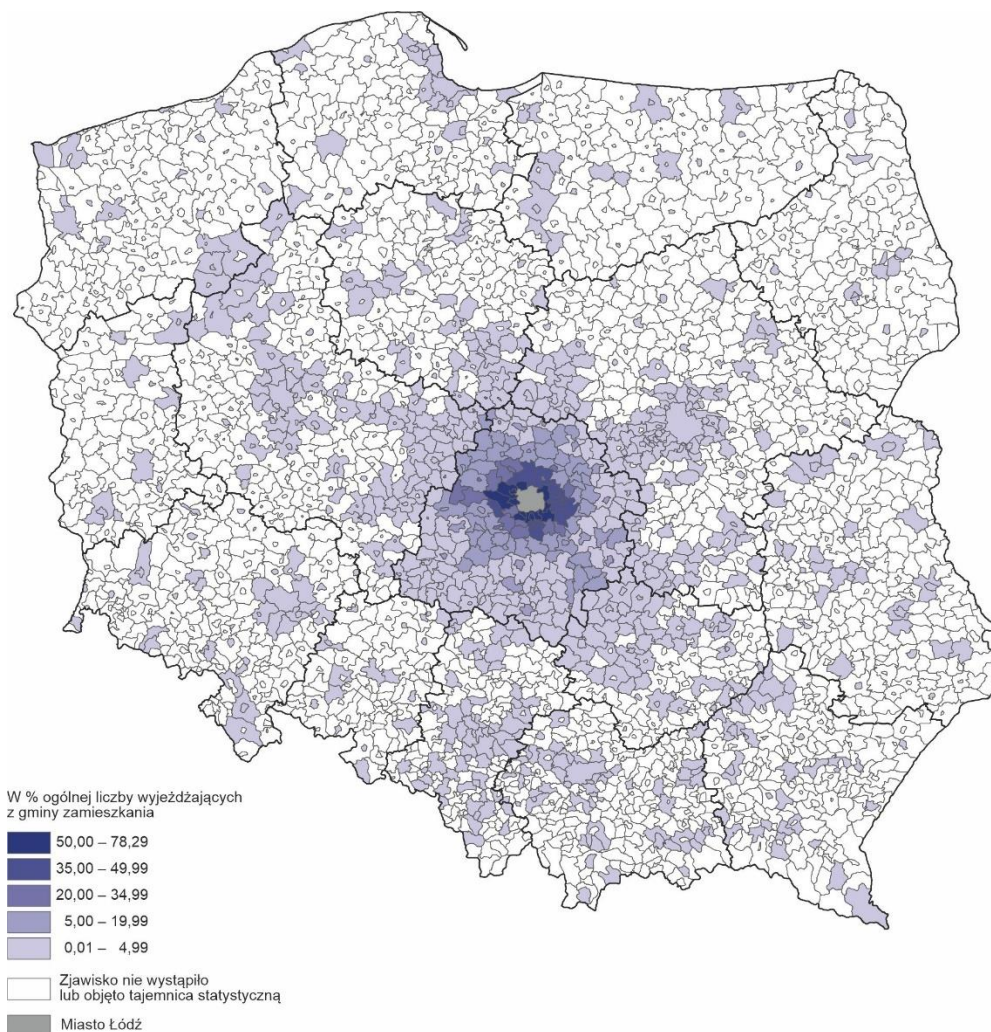 W % ogólnej liczby wyjeżdżających
z gminy zamieszkania
50,00 – 78,29
35,00 – 49,99
20,00 – 34,99
5,00 – 19,99
0,01 – 4,99
Zjawisko nie wystąpiło
lub objęto tajemnica statystyczną
Miasto Łódź